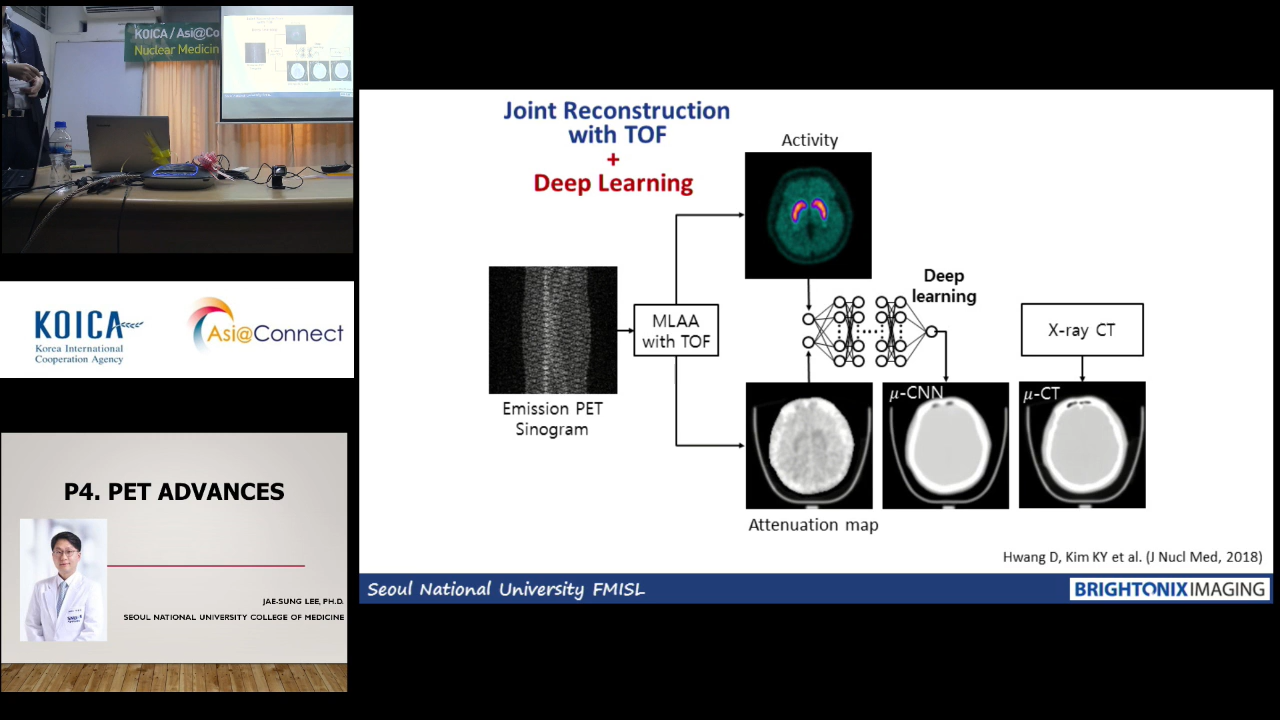 KOICA / Asi@Co
Nuclear Medicin
KOICA
Korea International
Cooperation Agency
Asi@Connect
P4. PET ADVANCES
JAE-SUNG LEE, PH.D.
SEOUL NATIONAL UNIVERSITY COLLEGE OF MEDICINE
Joint Reconstruction
with TOF
+
Deep Learning
Activity
Emission PET
Sinogram
MLAA
with TOF
Deep
learning
X-ray CT
μ-CNN
μ-CT
Attenuation map
Hwang D, Kim KY et al. (J Nucl Med, 2018)
Seoul National University FMISL
BRIGHTONIX IMAGING